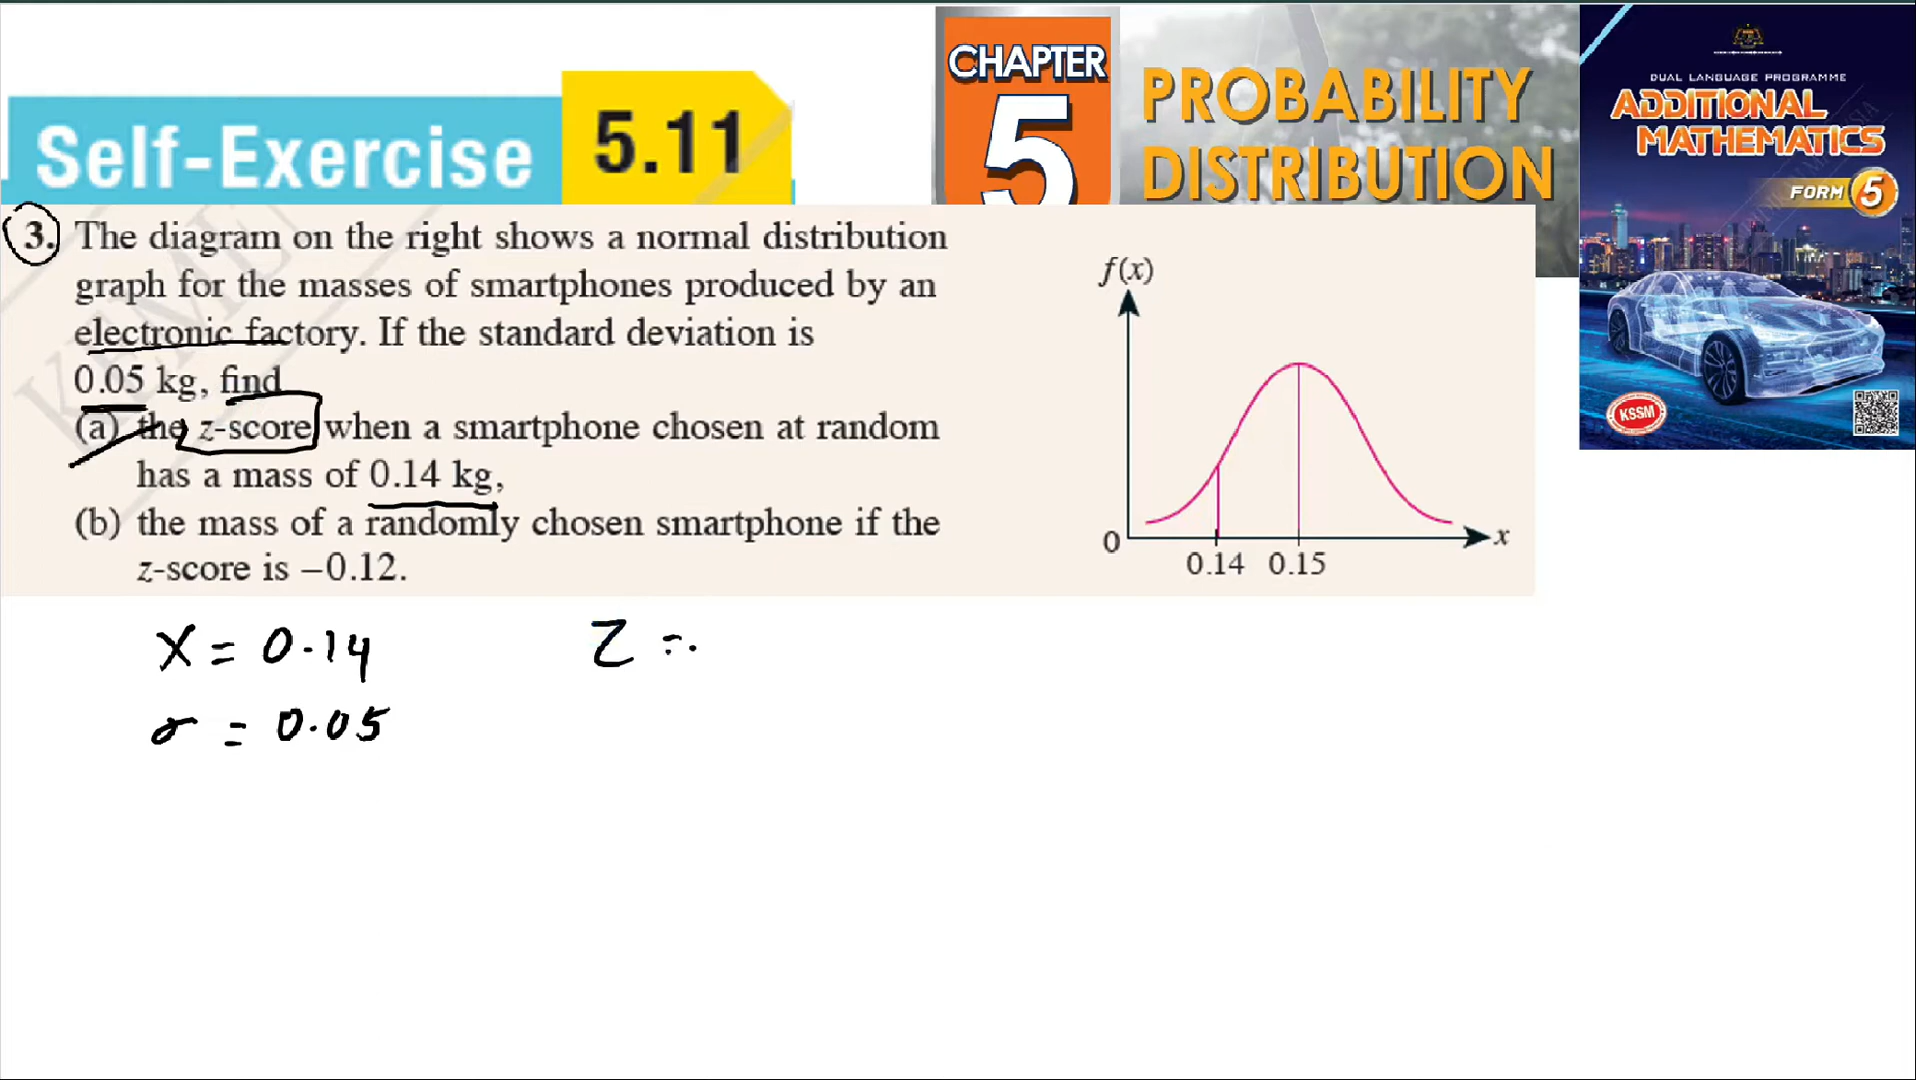 CHAPTER
5
PROBABILITY
DISTRIBUTION
DUAL LANGUAGE PROGRAMME
ADDITIONAL
MATHEMATICS
FORM 5
KSSM
Self-Exercise 5.11
3. The diagram on the right shows a normal distribution
graph for the masses of smartphones produced by an
electronic factory. If the standard deviation is
0.05 kg, find
(a) the z-score when a smartphone chosen at random
has a mass of 0.14 kg,
(b) the mass of a randomly chosen smartphone if the
z-score is −0.12.
f(x)
0
0.14 0.15
x
X = 0.14
σ = 0.05
Z =